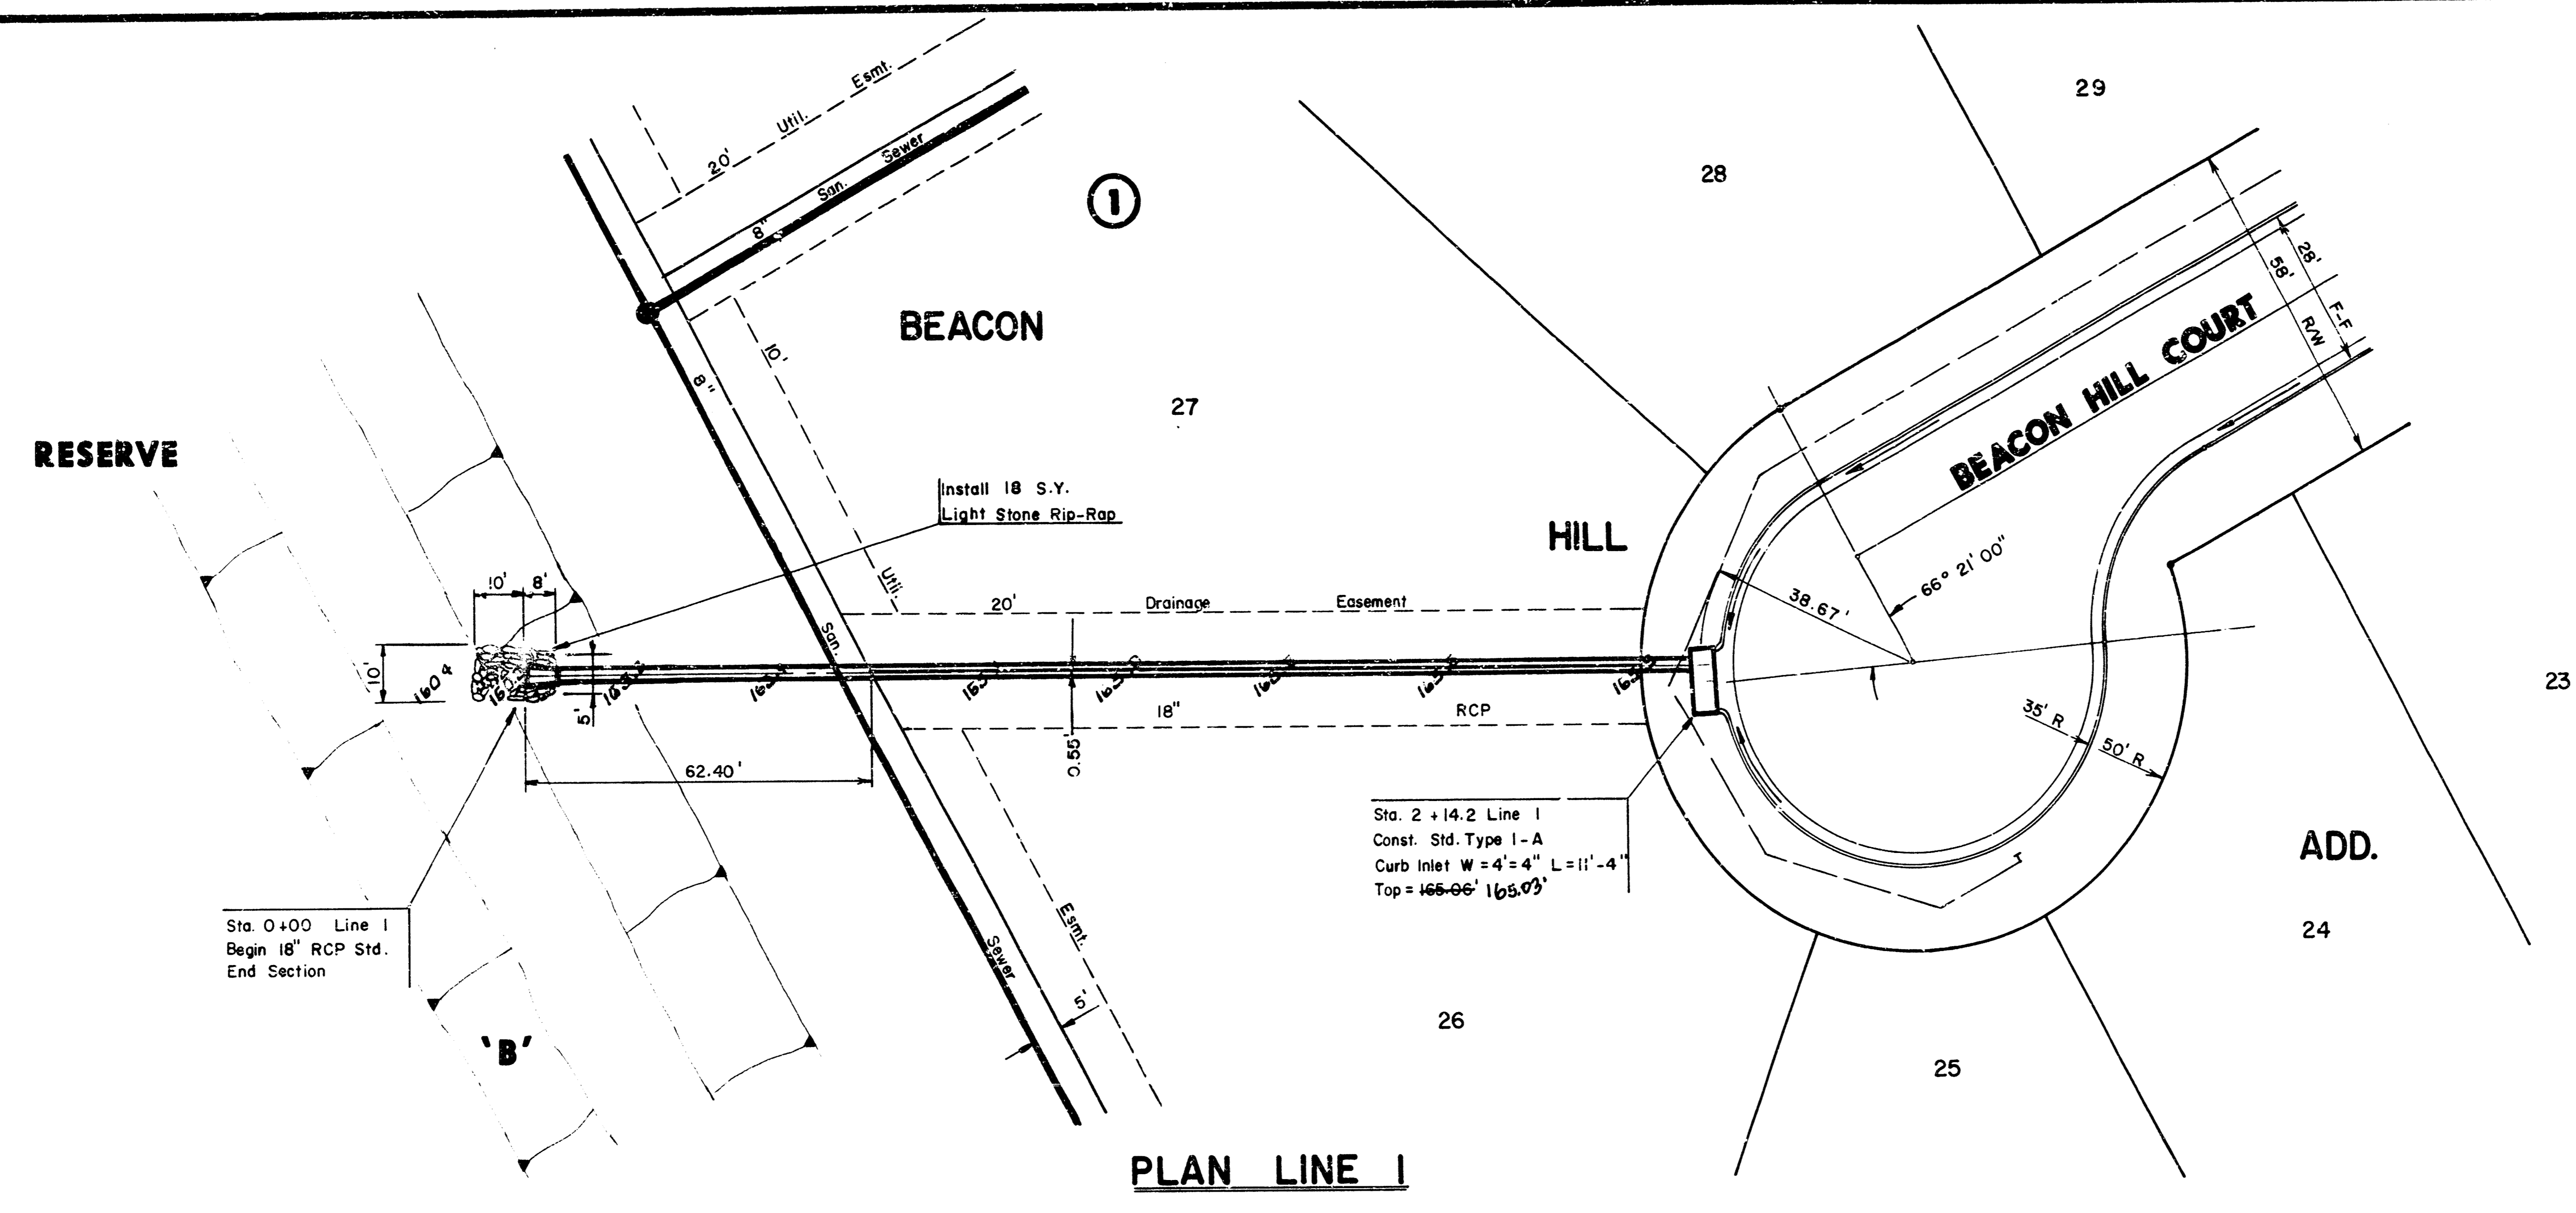 29
28
Util. Esmt.
20'
8" San. Sewer
1
58' R/W
28' F-F
BEACON HILL COURT
BEACON
10'
8"
27
RESERVE
Install 18 S.Y.
Light Stone Rip-Rap
HILL
66° 21' 00"
38.67'
Util.
10' 8'
20' Drainage Easement
San.
10'
160.4
5'
18" RCP
23
35' R
50' R
0.55'
62.40'
Sta. 2 +14.2 Line 1
Const. Std. Type 1-A
Curb Inlet W = 4'=4" L=11'-4"
Top = 165.06' 165.03'
ADD.
24
Sta. 0+00 Line 1
Begin 18" RCP Std.
End Section
Esmt.
Sewer
5'
26
'B'
25
PLAN LINE 1